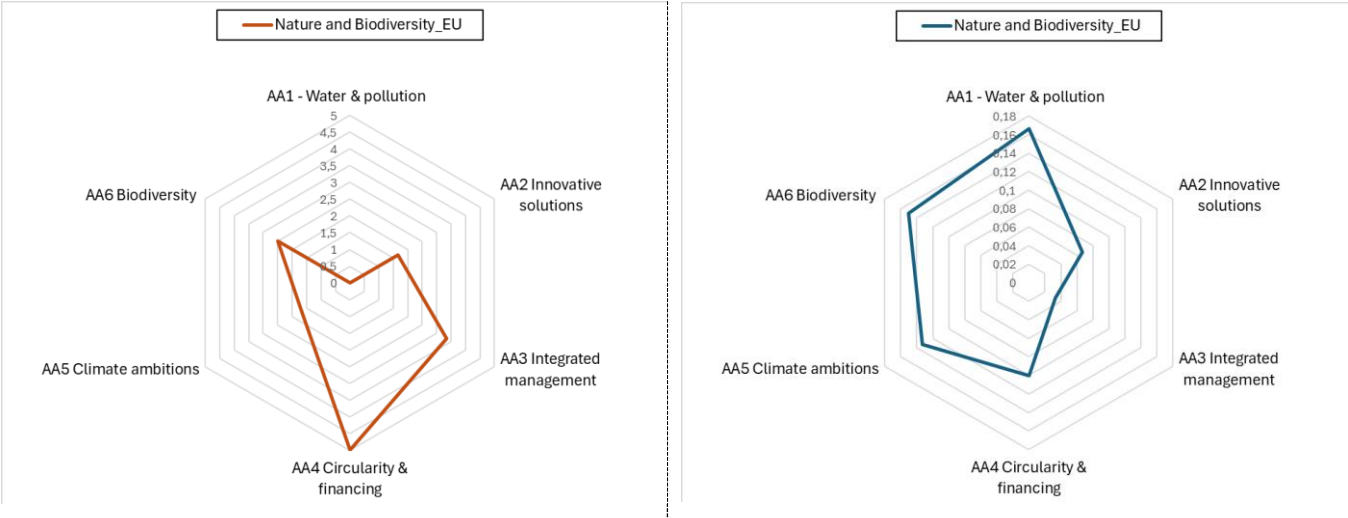 Nature and Biodiversity_EU
AA1 - Water & pollution
5
4,5
4
3,5
3
2,5
2
1,5
1
0,5
0
AA2 Innovative
solutions
AA3 Integrated
management
AA4 Circularity &
financing
AA5 Climate ambitions
AA6 Biodiversity
Nature and Biodiversity_EU
AA1 - Water & pollution
0,18
0,16
0,14
0,12
0,1
0,08
0,06
0,04
0,02
0
AA2 Innovative
solutions
AA3 Integrated
management
AA4 Circularity &
financing
AA5 Climate ambitions
AA6 Biodiversity